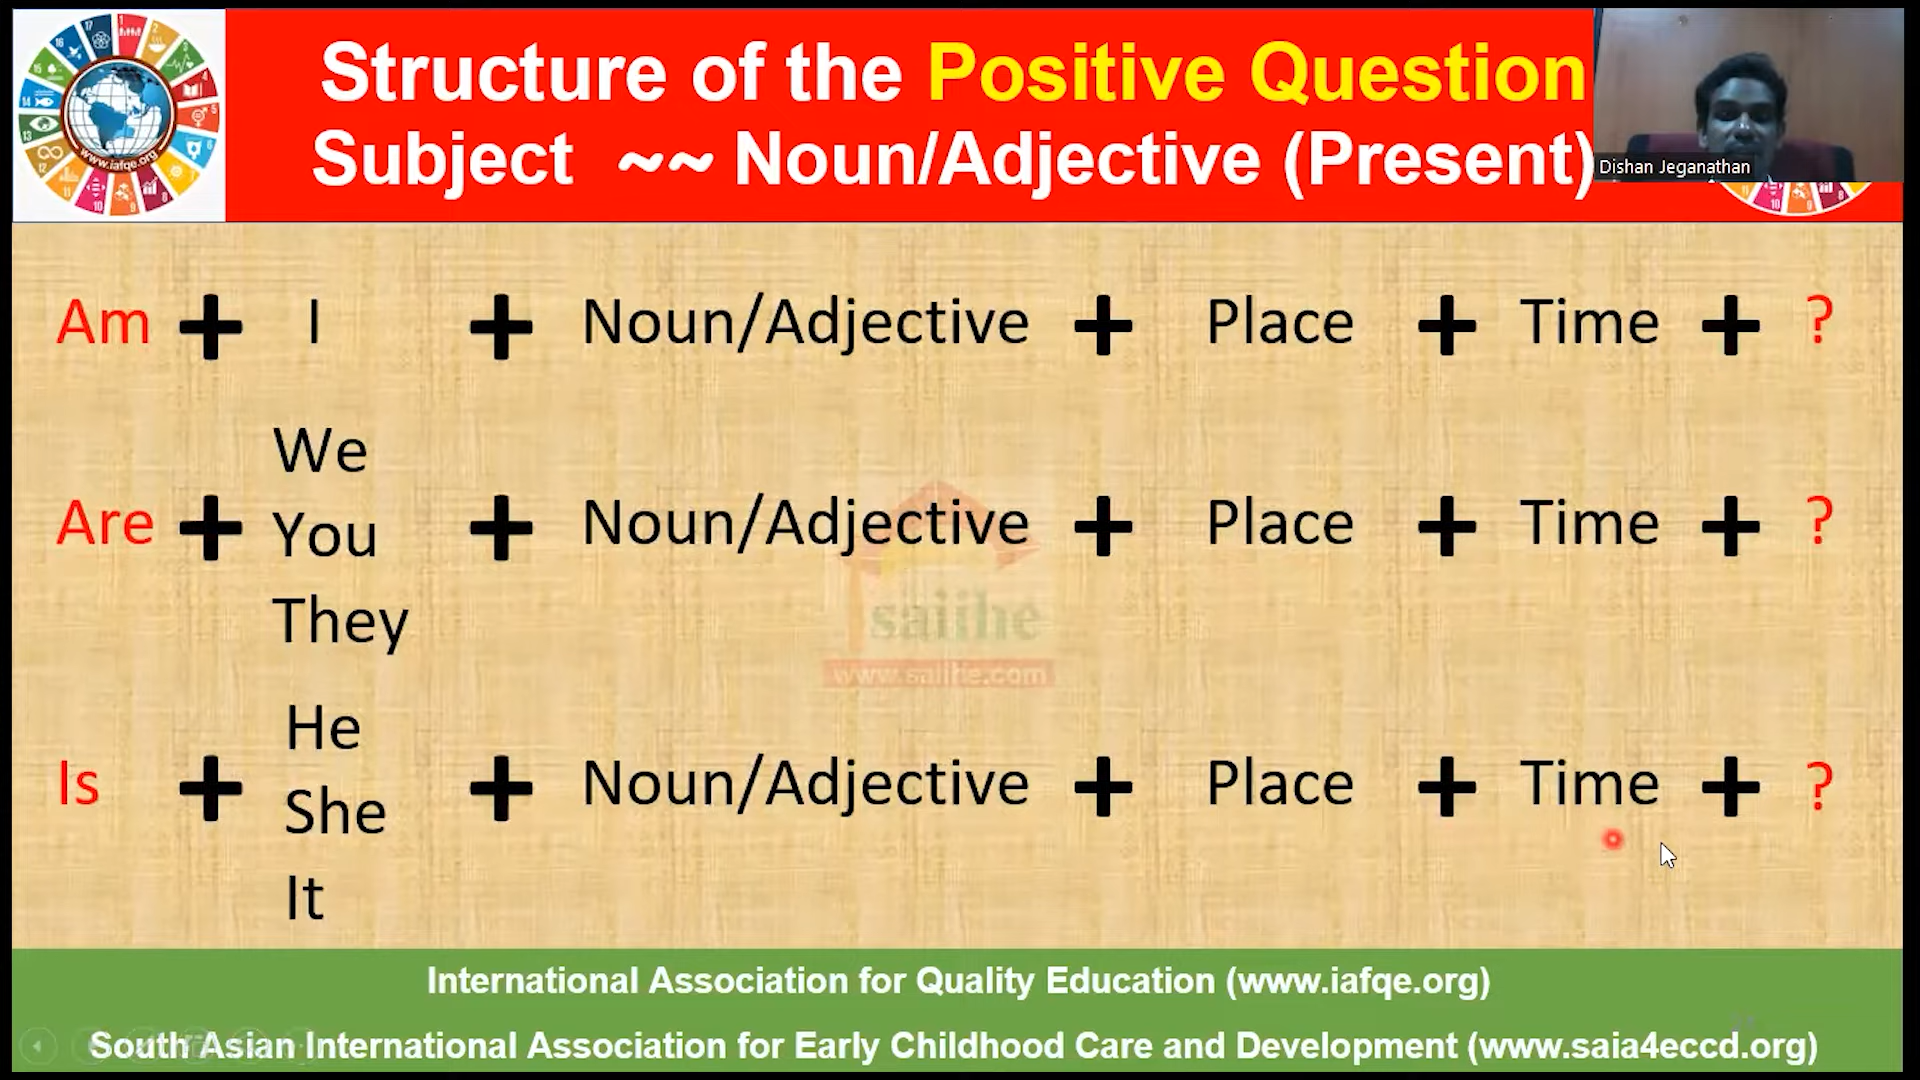 Structure of the Positive Question
Subject ~~ Noun/Adjective (Present)
Dishan Jeganathan
www.iafqe.org
Am + I + Noun/Adjective + Place + Time + ?
We
Are + You + Noun/Adjective + Place + Time + ?
They
He
Is + She + Noun/Adjective + Place + Time + ?
It
saiihe
www.saiihe.com
International Association for Quality Education (www.iafqe.org)
South Asian International Association for Early Childhood Care and Development (www.saia4eccd.org)